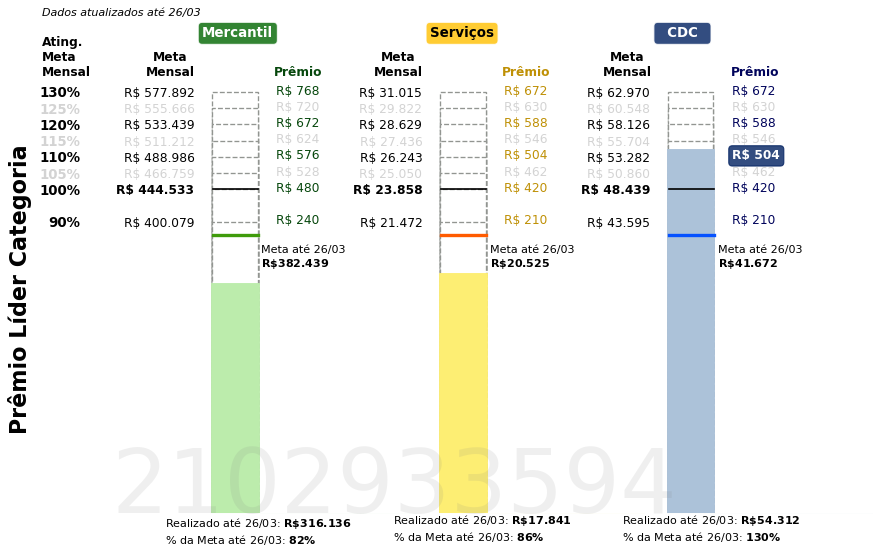 Dados atualizados até 26/03
Mercantil Serviços CDC
Ating. Meta Mensal Meta Mensal Prêmio Meta Mensal Prêmio Meta Mensal Prêmio
130% R$ 577.892 R$ 768 R$ 31.015 R$ 672 R$ 62.970 R$ 672
125% R$ 555.666 R$ 720 R$ 29.822 R$ 630 R$ 60.548 R$ 630
120% R$ 533.439 R$ 672 R$ 28.629 R$ 588 R$ 58.126 R$ 588
115% R$ 511.212 R$ 624 R$ 27.436 R$ 546 R$ 55.704 R$ 546
110% R$ 488.986 R$ 576 R$ 26.243 R$ 504 R$ 53.282 R$ 504
105% R$ 466.759 R$ 528 R$ 25.050 R$ 462 R$ 50.860 R$ 462
100% R$ 444.533 R$ 480 R$ 23.858 R$ 420 R$ 48.439 R$ 420
90% R$ 400.079 R$ 240 R$ 21.472 R$ 210 R$ 43.595 R$ 210
Meta até 26/03 Meta até 26/03 Meta até 26/03
R$382.439 R$20.525 R$41.672
Prêmio Líder Categoria
2102933594
Realizado até 26/03: R$316.136 Realizado até 26/03: R$17.841 Realizado até 26/03: R$54.312
% da Meta até 26/03: 82% % da Meta até 26/03: 86% % da Meta até 26/03: 130%